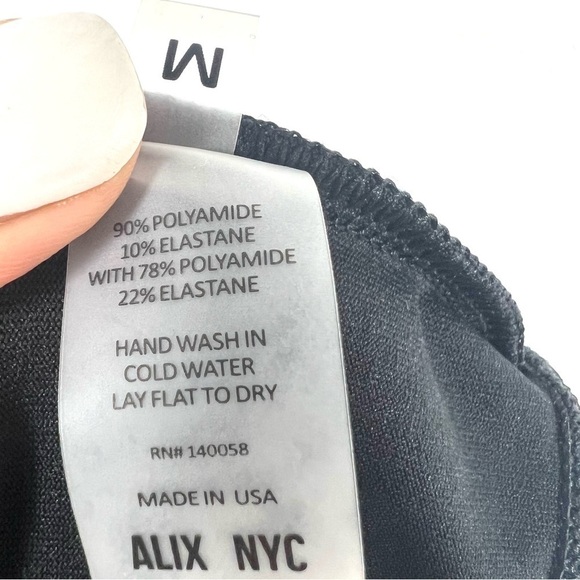 M
90% POLYAMIDE
10% ELASTANE
WITH 78% POLYAMIDE
22% ELASTANE
HAND WASH IN
COLD WATER
LAY FLAT TO DRY
RN# 140058
MADE IN USA
ALIX NYC